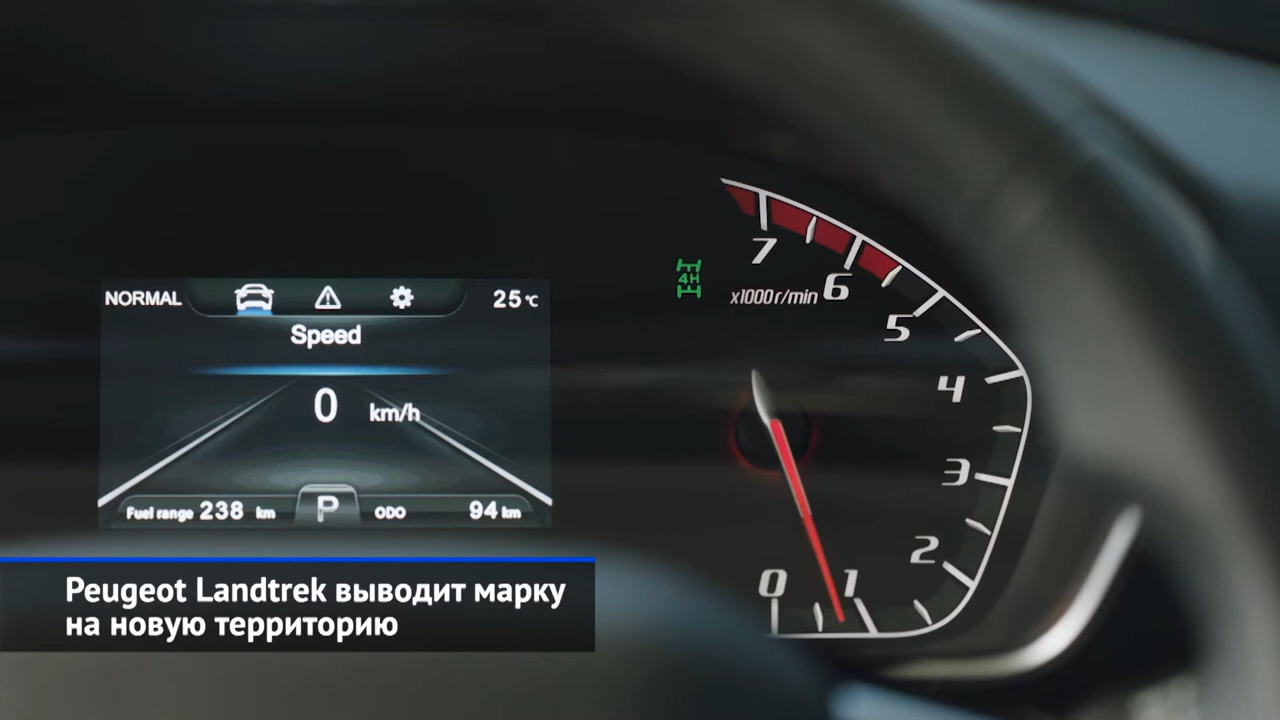 NORMAL
25°C
Speed
0 km/h
Fuel range 238 km
P
ODO 94 km
4H
x1000 r/min
7
6
5
4
3
2
1
0
Peugeot Landtrek выводит марку
на новую территорию